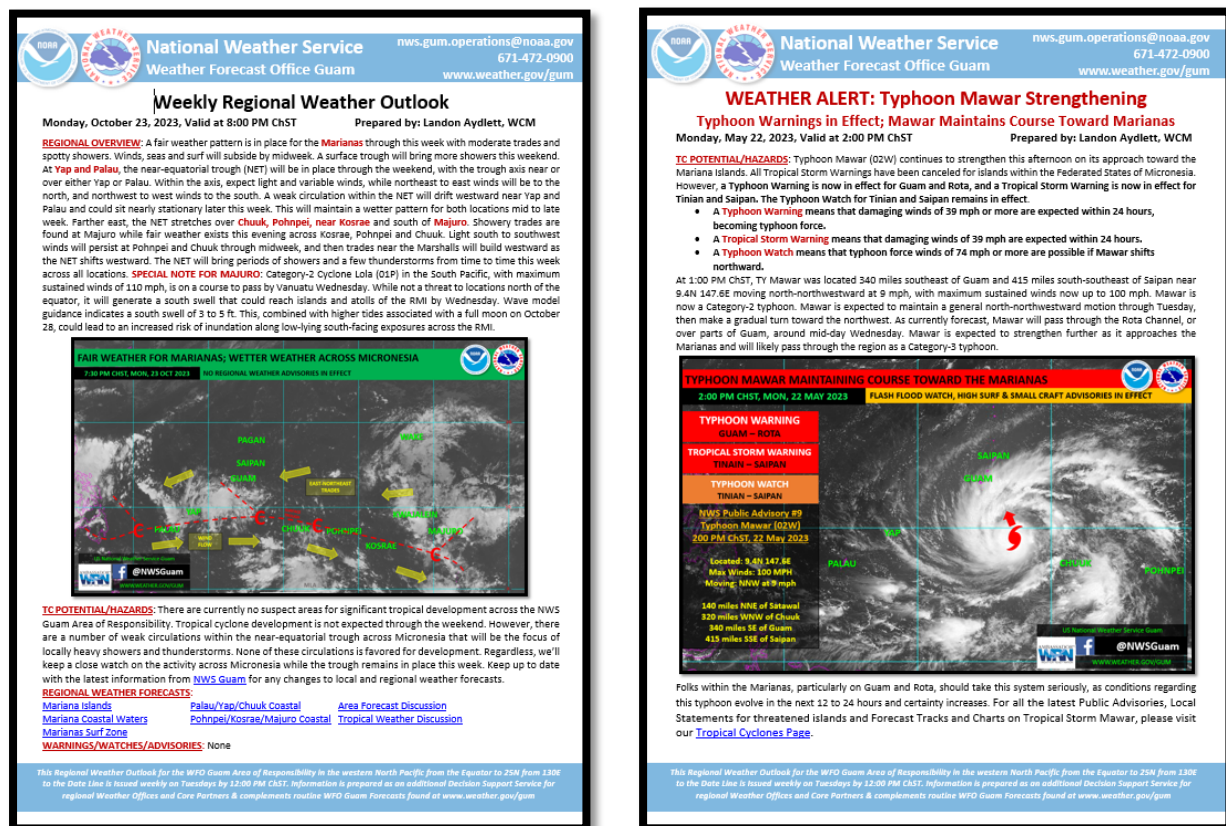 NOAA
National Weather Service
Weather Forecast Office Guam
nws.gum.operations@noaa.gov
671-472-0900
www.weather.gov/gum
Weekly Regional Weather Outlook
Monday, October 23, 2023, Valid at 8:00 PM ChST Prepared by: Landon Aydlett, WCM
REGIONAL OVERVIEW: A fair weather pattern is in place for the Marianas through this week with moderate trades and
spotty showers. Winds, seas and surf will subside by midweek. A surface trough will bring more showers this weekend.
At Yap and Palau, the near-equatorial trough (NET) will be in place through the weekend, with the trough axis near or
over either Yap or Palau. Within the axis, expect light and variable winds, while northeast to east winds will be to the
north, and northwest to west winds to the south. A weak circulation within the NET will drift westward near Yap and
Palau and could sit nearly stationary later this week. This will maintain a wetter pattern for both locations mid to late
week. Farther east, the NET stretches over Chuuk, Pohnpei, near Kosrae and south of Majuro. Showery trades are
found at Majuro while fair weather exists this evening across Kosrae, Pohnpei and Chuuk. Light south to southwest
winds will persist at Pohnpei and Chuuk through midweek, and then trades near the Marshalls will build westward as
the NET shifts westward. The NET will bring periods of showers and a few thunderstorms from time to time this week
across all locations. SPECIAL NOTE FOR MAJURO: Category-2 Cyclone Lola (01P) in the South Pacific, with maximum
sustained winds of 110 mph, is on a course to pass by Vanuatu Wednesday. While not a threat to locations north of the
equator, it will generate a south swell that could reach islands and atolls of the RMI by Wednesday. Wave model
guidance indicates a south swell of 3 to 5 ft. This, combined with higher tides associated with a full moon on October
28, could lead to an increased risk of inundation along low-lying south-facing exposures across the RMI.
FAIR WEATHER FOR MARIANAS; WETTER WEATHER ACROSS MICRONESIA
7:30 PM CHST, MON, 23 OCT 2023 NO REGIONAL WEATHER ADVISORIES IN EFFECT
PAGAN
WAKE
SAIPAN
GUAM
EAST-NORTHEAST
TRADES
YAP
KWAJALEIN
PALAU
CHUUK
POHNPEI
MAJURO
WIND
FLOW
KOSRAE
US National Weather Service Guam
WRN
@NWSGuam
WWW.WEATHER.GOV/GUM
TC POTENTIAL/HAZARDS: There are currently no suspect areas for significant tropical development across the NWS
Guam Area of Responsibility. Tropical cyclone development is not expected through the weekend. However, there
are a number of weak circulations within the near-equatorial trough across Micronesia that will be the focus of
locally heavy showers and thunderstorms. None of these circulations is favored for development. Regardless, we'll
keep a close watch on the activity across Micronesia while the trough remains in place this week. Keep up to date
with the latest information from NWS Guam for any changes to local and regional weather forecasts.
REGIONAL WEATHER FORECASTS:
Mariana Islands Palau/Yap/Chuuk Coastal Area Forecast Discussion
Mariana Coastal Waters Pohnpei/Kosrae/Majuro Coastal Tropical Weather Discussion
Marianas Surf Zone
WARNINGS/WATCHES/ADVISORIES: None
This Regional Weather Outlook for the WFO Guam Area of Responsibility in the western North Pacific from the Equator to 25N from 130E
to the Date Line is issued weekly on Tuesdays by 12:00 PM ChST. Information is prepared as an additional Decision Support Service for
regional Weather Offices and Core Partners & complements routine WFO Guam Forecasts found at www.weather.gov/gum
NOAA
National Weather Service
Weather Forecast Office Guam
nws.gum.operations@noaa.gov
671-472-0900
www.weather.gov/gum
WEATHER ALERT: Typhoon Mawar Strengthening
Typhoon Warnings in Effect; Mawar Maintains Course Toward Marianas
Monday, May 22, 2023, Valid at 2:00 PM ChST Prepared by: Landon Aydlett, WCM
TC POTENTIAL/HAZARDS: Typhoon Mawar (02W) continues to strengthen this afternoon on its approach toward the
Mariana Islands. All Tropical Storm Warnings have been canceled for islands within the Federated States of Micronesia.
However, a Typhoon Warning is now in effect for Guam and Rota, and a Tropical Storm Warning is now in effect for
Tinian and Saipan. The Typhoon Watch for Tinian and Saipan remains in effect.
• A Typhoon Warning means that damaging winds of 39 mph or more are expected within 24 hours,
becoming typhoon force.
• A Tropical Storm Warning means that damaging winds of 39 mph are expected within 24 hours.
• A Typhoon Watch means that typhoon force winds of 74 mph or more are possible if Mawar shifts
northward.
At 1:00 PM ChST, TY Mawar was located 340 miles southeast of Guam and 415 miles south-southeast of Saipan near
9.4N 147.6E moving north-northwestward at 9 mph, with maximum sustained winds now up to 100 mph. Mawar is
now a Category-2 typhoon. Mawar is expected to maintain a general north-northwestward motion through Tuesday,
then make a gradual turn toward the northwest. As currently forecast, Mawar will pass through the Rota Channel, or
over parts of Guam, around mid-day Wednesday. Mawar is expected to strengthen further as it approaches the
Marianas and will likely pass through the region as a Category-3 typhoon.
TYPHOON MAWAR MAINTAINING COURSE TOWARD THE MARIANAS
2:00 PM CHST, MON, 22 MAY 2023 FLASH FLOOD WATCH, HIGH SURF & SMALL CRAFT ADVISORIES IN EFFECT
TYPHOON WARNING
GUAM – ROTA
TROPICAL STORM WARNING
TINAIN – SAIPAN
TYPHOON WATCH
TINIAN – SAIPAN
NWS Public Advisory #9
Typhoon Mawar (02W)
200 PM ChST, 22 May 2023
Located: 9.4N 147.6E
Max Winds: 100 MPH
Moving: NNW at 9 mph
140 miles NNE of Satawal
320 miles WNW of Chuuk
340 miles SE of Guam
415 miles SSE of Saipan
SAIPAN
GUAM
YAP
PALAU
CHUUK
POHNPEI
US National Weather Service Guam
WRN
@NWSGuam
WWW.WEATHER.GOV/GUM
Folks within the Marianas, particularly on Guam and Rota, should take this system seriously, as conditions regarding
this typhoon evolve in the next 12 to 24 hours and certainty increases. For all the latest Public Advisories, Local
Statements for threatened islands and Forecast Tracks and Charts on Tropical Storm Mawar, please visit
our Tropical Cyclones Page.
This Regional Weather Outlook for the WFO Guam Area of Responsibility in the western North Pacific from the Equator to 25N from 130E
to the Date Line is issued weekly on Tuesdays by 12:00 PM ChST. Information is prepared as an additional Decision Support Service for
regional Weather Offices and Core Partners & complements routine WFO Guam Forecasts found at www.weather.gov/gum